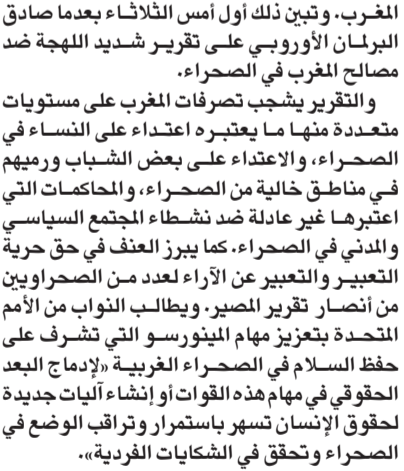 المغرب. وتبين ذلك أول أمس الثلاثاء بعدما صادق
البرلمان الأوروبي على تقرير شديد اللهجة ضد
مصالح المغرب في الصحراء.
والتقرير يشجب تصرفات المغرب على مستويات
متعددة منها ما يعتبره اعتداء على النساء في
الصحراء، والاعتداء على بعض الشباب ورميهم
في مناطق خالية من الصحراء، والمحاكمات التي
اعتبرها غير عادلة ضد نشطاء المجتمع السياسي
والمدني في الصحراء. كما يبرز العنف في حق حرية
التعبير والتعبير عن الآراء لعدد من الصحراويين
من أنصار تقرير المصير. ويطالب النواب من الأمم
المتحدة بتعزيز مهام المينورسو التي تشرف على
حفظ السلام في الصحراء الغربية «لإدماج البعد
الحقوقي في مهام هذه القوات أو إنشاء آليات جديدة
لحقوق الإنسان تسهر باستمرار وتراقب الوضع في
الصحراء وتحقق في الشكايات الفردية».